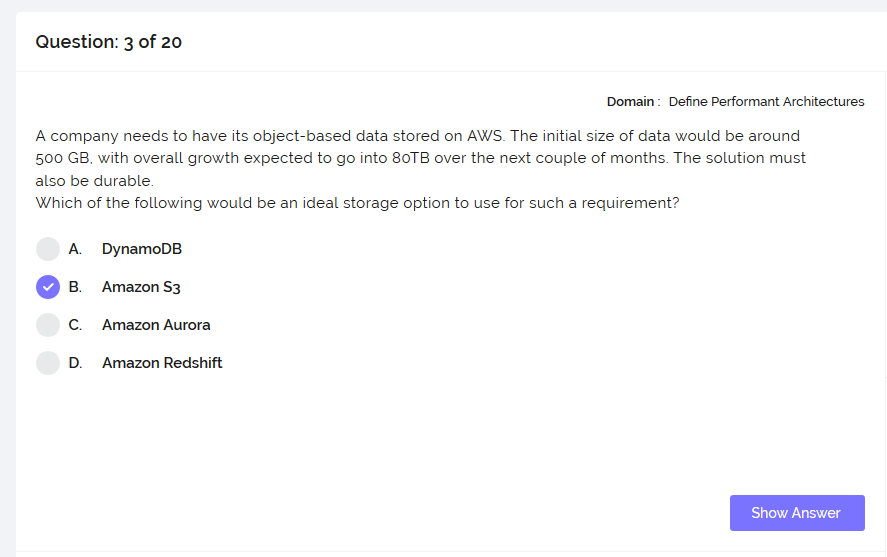 Question: 3 of 20
Domain : Define Performant Architectures
A company needs to have its object-based data stored on AWS. The initial size of data would be around
500 GB, with overall growth expected to go into 80TB over the next couple of months. The solution must
also be durable.
Which of the following would be an ideal storage option to use for such a requirement?
A. DynamoDB
B. Amazon S3
C. Amazon Aurora
D. Amazon Redshift
Show Answer